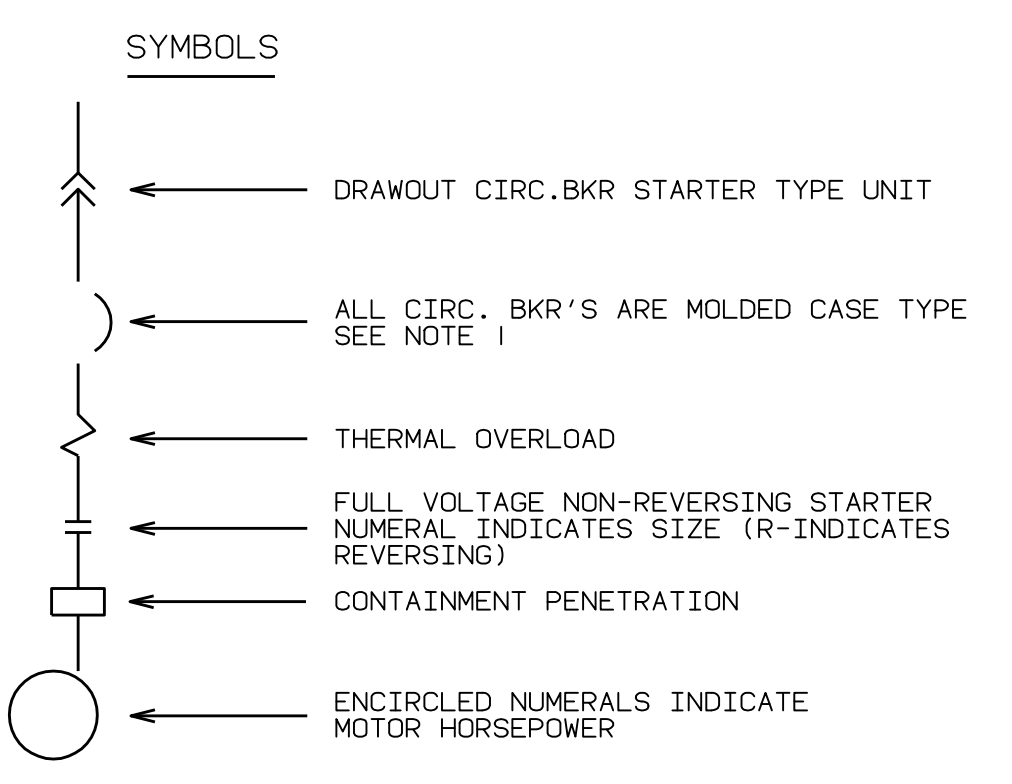 SYMBOLS
DRAWOUT CIRC.BKR STARTER TYPE UNIT
ALL CIRC. BKR'S ARE MOLDED CASE TYPE
SEE NOTE 1
THERMAL OVERLOAD
FULL VOLTAGE NON-REVERSING STARTER
NUMERAL INDICATES SIZE (R-INDICATES
REVERSING)
CONTAINMENT PENETRATION
ENCIRCLED NUMERALS INDICATE
MOTOR HORSEPOWER